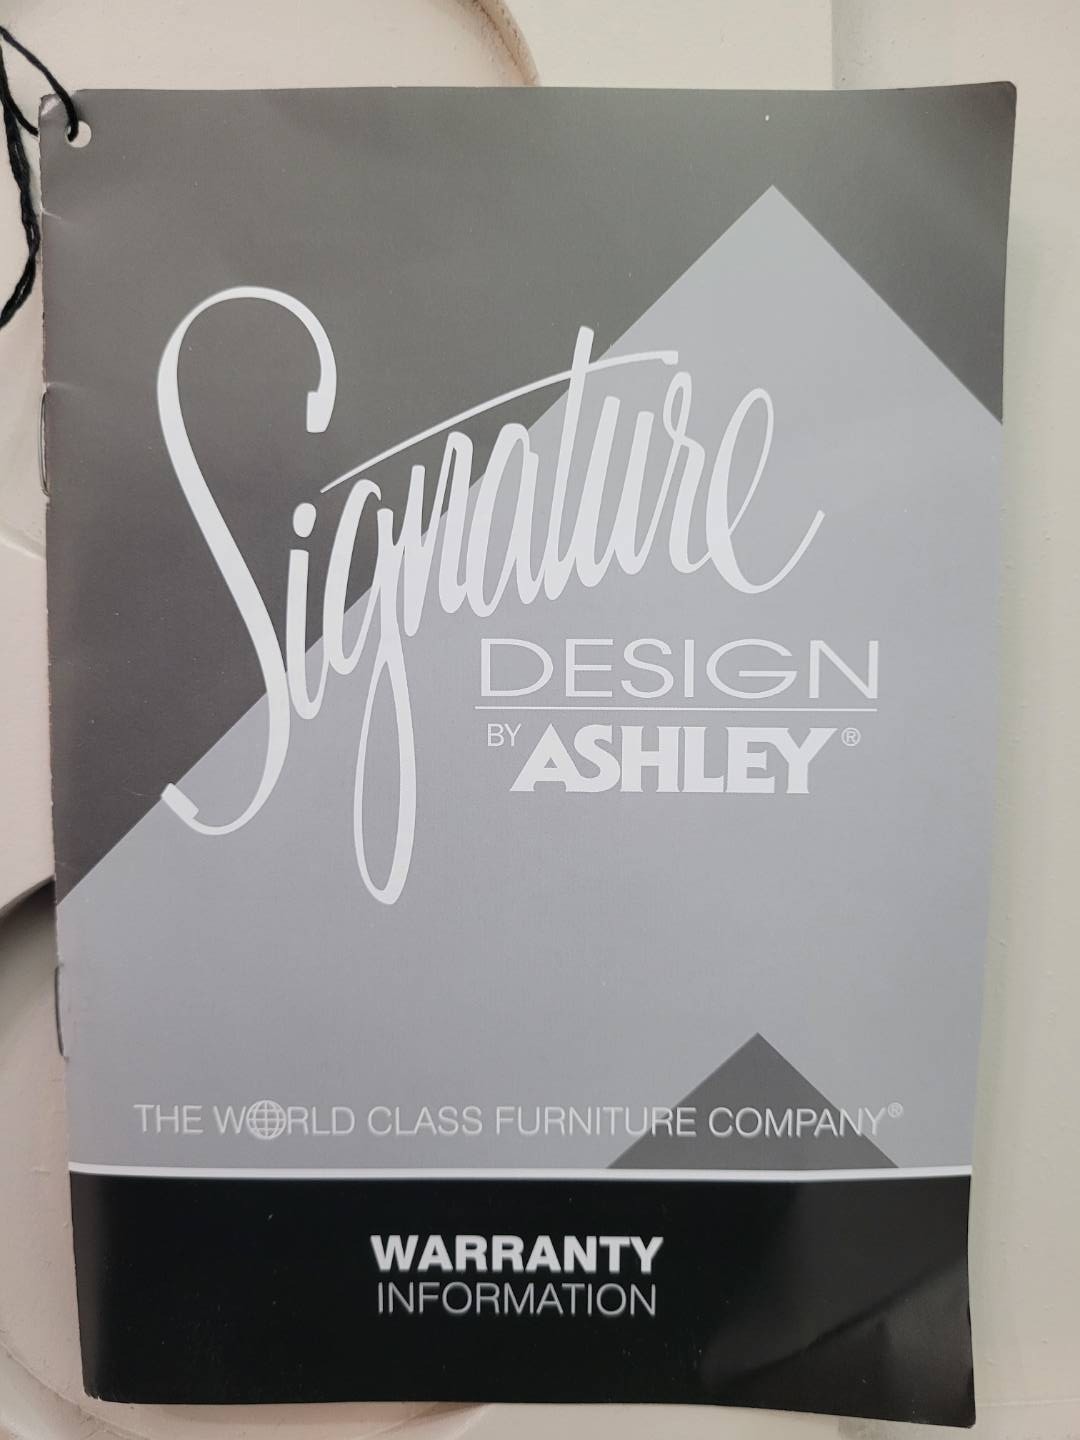 Signature
DESIGN
BY ASHLEY®
THE WORLD CLASS FURNITURE COMPANY®
WARRANTY
INFORMATION